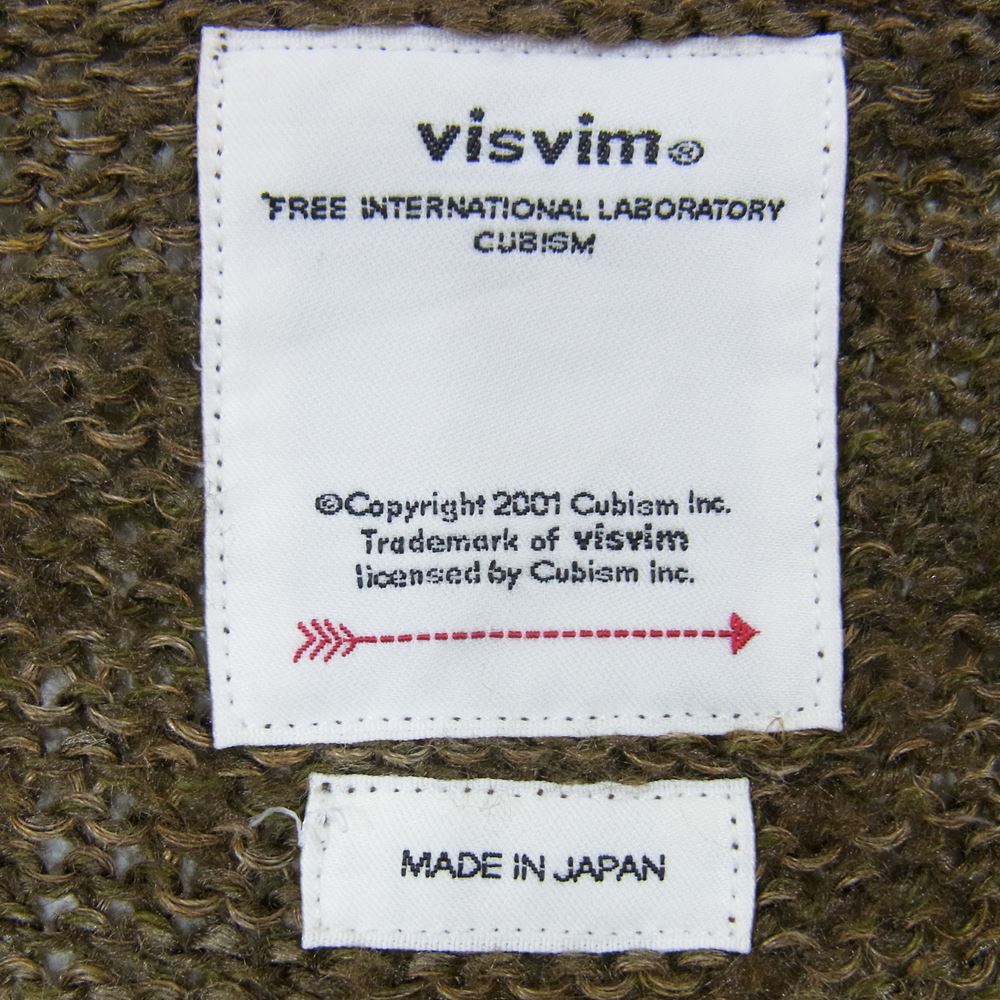 visvim®
"FREE INTERNATIONAL LABORATORY
CUBISM
©Copyright 2001 Cubism Inc.
Trademark of visvim
licensed by Cubism Inc.
MADE IN JAPAN